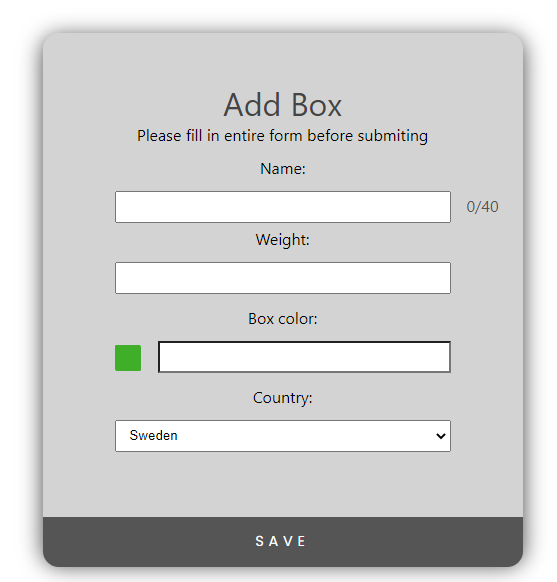 Add Box
Please fill in entire form before submiting
Name:
0/40
Weight:
Box color:
Country:
Sweden
SAVE